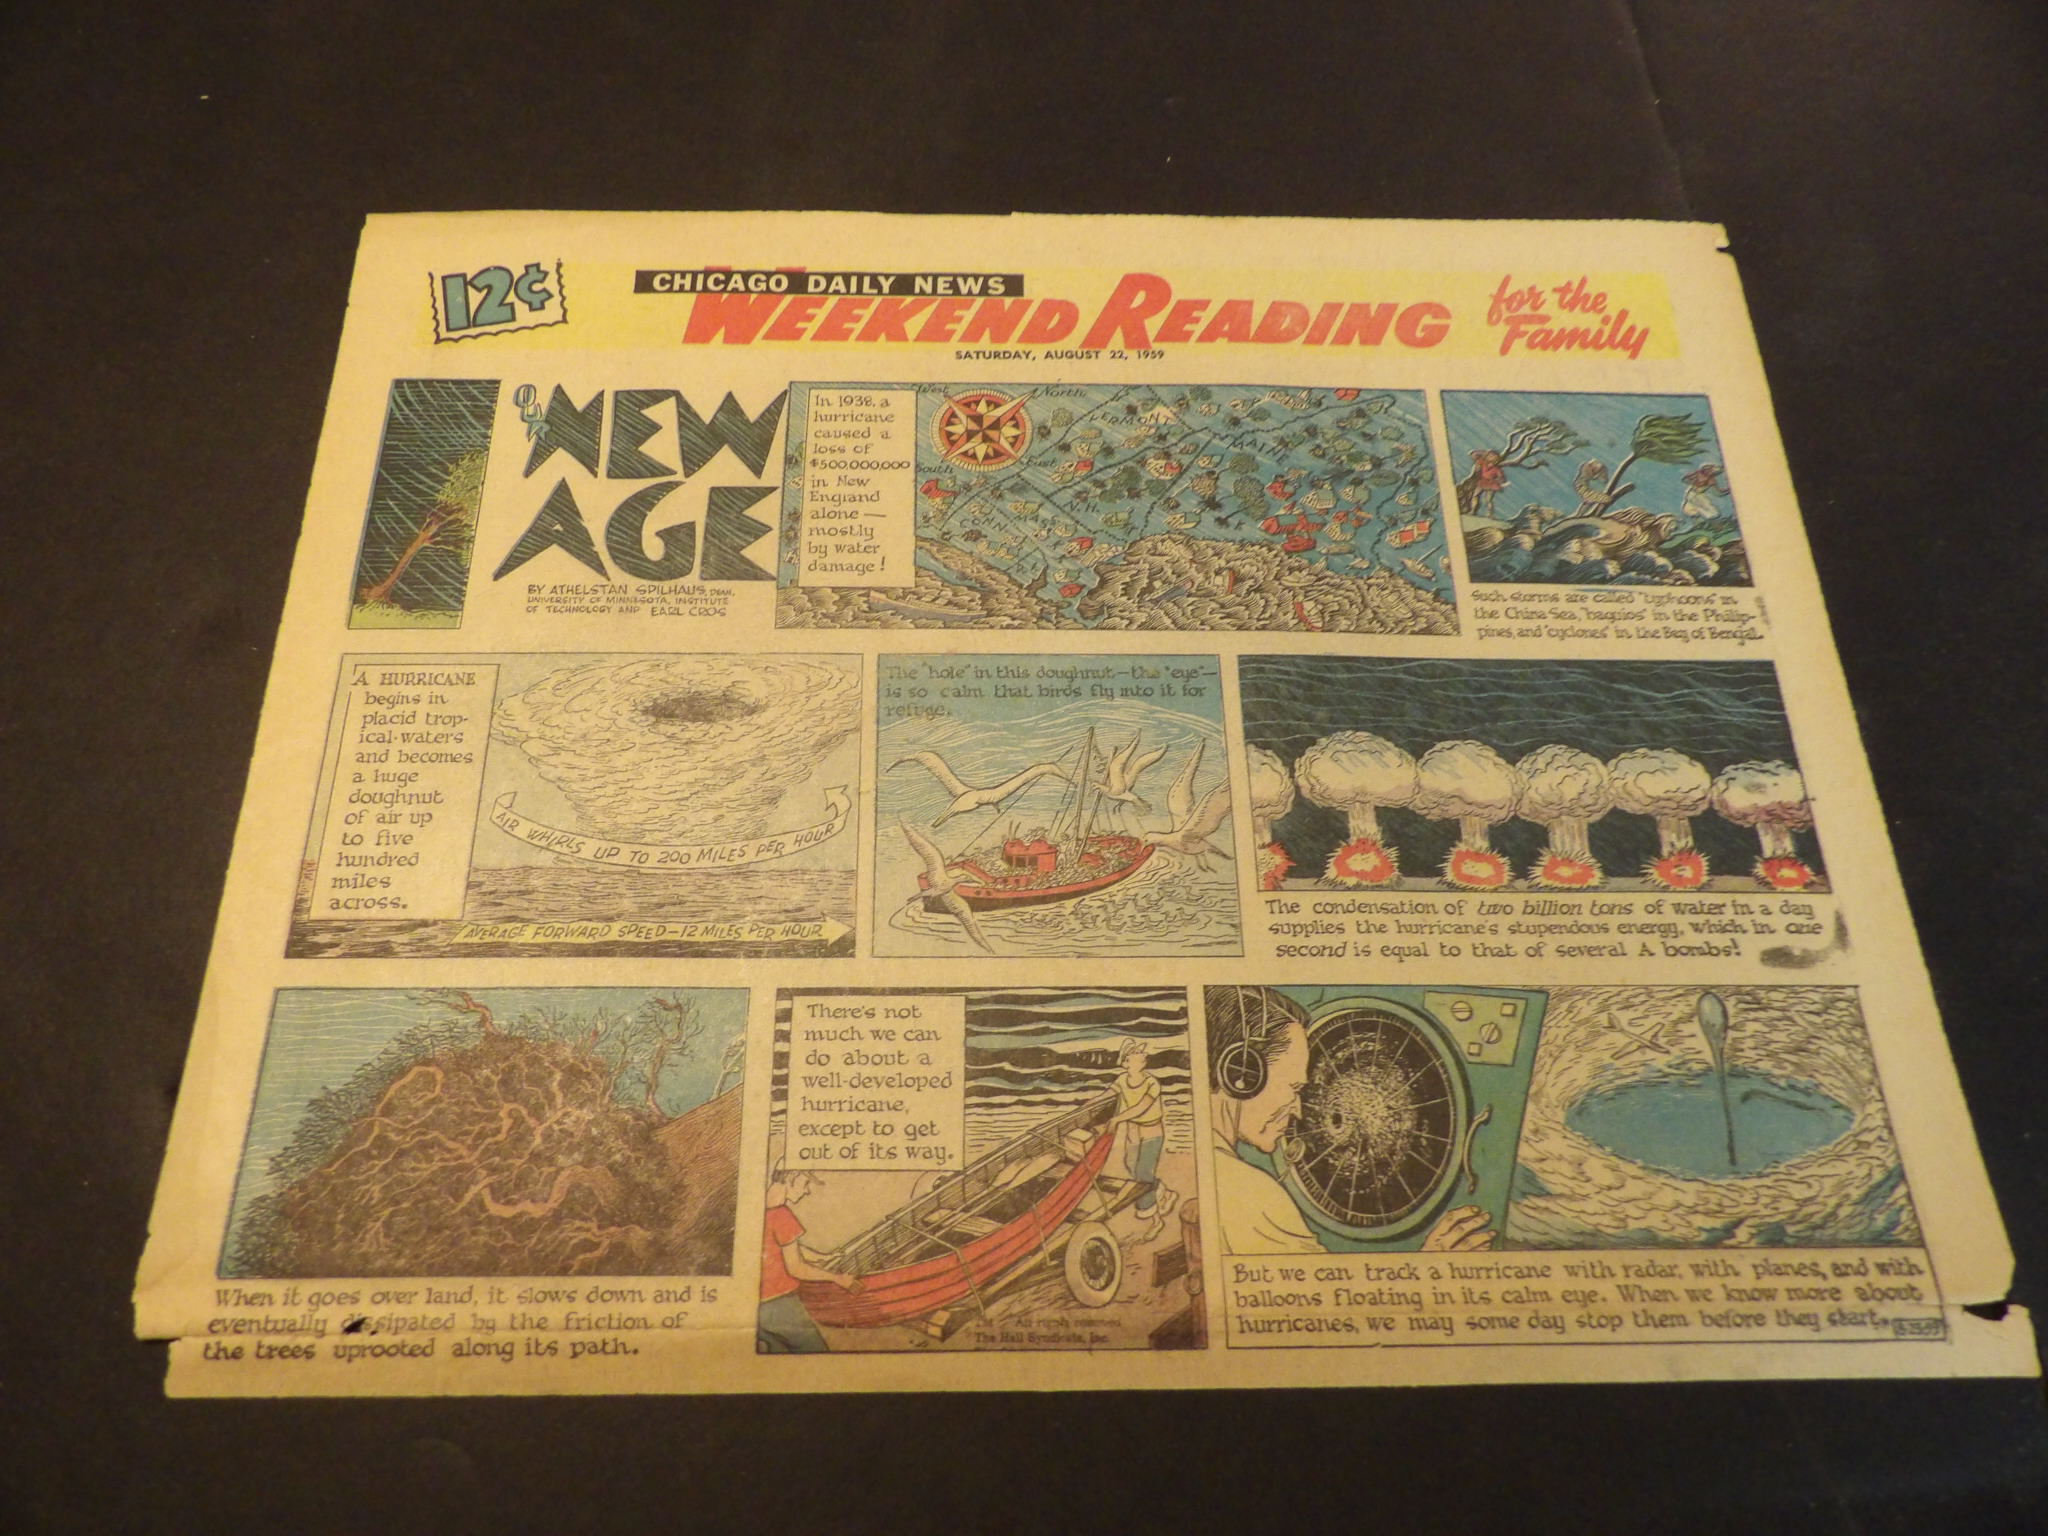 12¢
CHICAGO DAILY NEWS
WEEKEND READING
for the
Family
SATURDAY, AUGUST 22, 1959
OUR
NEW
AGE
BY ATHELSTAN SPILHAUS, DEAN,
UNIVERSITY OF MINNESOTA, INSTITUTE
OF TECHNOLOGY AND EARL CROS
In 1938, a
hurricane
caused a
loss of
$500,000,000
in New
England
alone —
mostly
by water
damage!
West
North
South
East
VERMONT
MAINE
N.H.
MASS
CONN
R.I.
Such storms are called "typhoons" in
the China Sea, "baguios" in the Philip-
pines, and "cyclones" in the Bay of Bengal.
A HURRICANE
begins in
placid trop-
ical waters
and becomes
a huge
doughnut
of air up
to five
hundred
miles
across.
AIR WHIRLS UP TO 200 MILES PER HOUR
AVERAGE FORWARD SPEED—12 MILES PER HOUR
The "hole" in this doughnut—the "eye"—
is so calm that birds fly into it for
refuge.
The condensation of two billion tons of water in a day
supplies the hurricane's stupendous energy, which in one
second is equal to that of several A bombs!
When it goes over land, it slows down and is
eventually dissipated by the friction of
the trees uprooted along its path.
There's not
much we can
do about a
well-developed
hurricane,
except to get
out of its way.
All rights reserved
The Hall Syndicate, Inc.
But we can track a hurricane with radar, with planes, and with
balloons floating in its calm eye. When we know more about
hurricanes, we may some day stop them before they start.
8-23-59